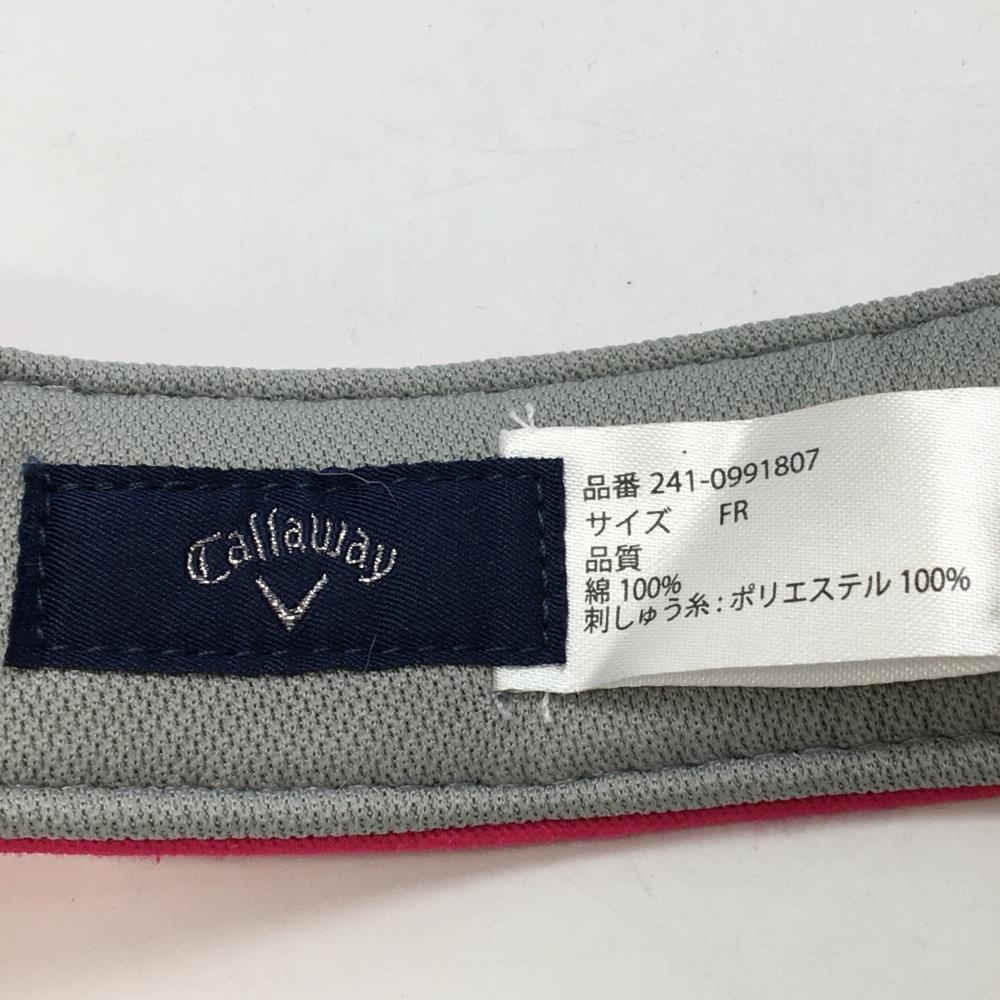 Callaway
品番 241-0991807
サイズ FR
品質
綿 100%
刺しゅう糸:ポリエステル 100%